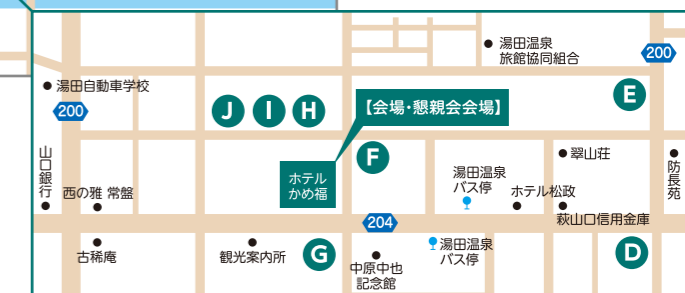 湯田温泉
旅館協同組合
200
湯田自動車学校
200
J
I
H
【会場・懇親会会場】
E
F
山口銀行
西の雅 常盤
ホテル
かめ福
湯田温泉
バス停
翠山荘
防長苑
ホテル松政
萩山口信用金庫
204
古稀庵
観光案内所
G
中原中也
記念館
湯田温泉
バス停
D